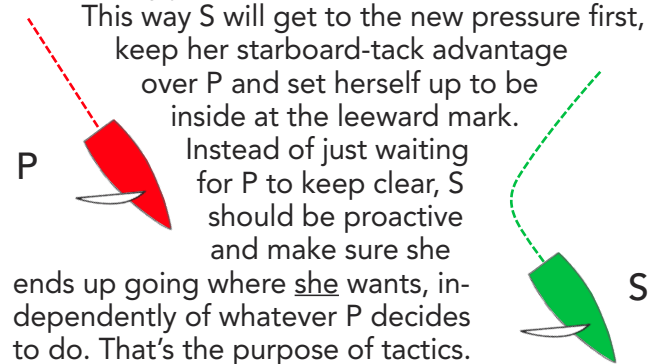 This way S will get to the new pressure first,
keep her starboard-tack advantage
over P and set herself up to be
inside at the leeward mark.
Instead of just waiting
P
for P to keep clear, S
should be proactive
and make sure she
ends up going where she wants, in-
S
dependently of whatever P decides
to do. That's the purpose of tactics.